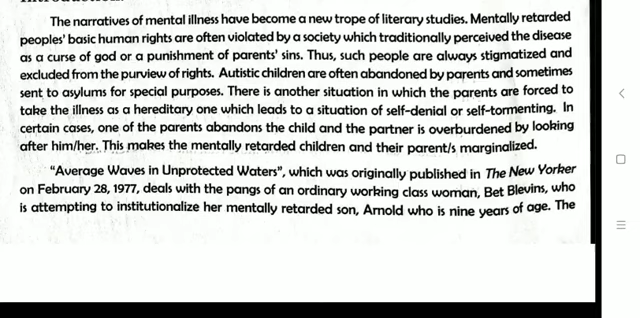 The narratives of mental illness have become a new trope of literary studies. Mentally retarded
peoples' basic human rights are often violated by a society which traditionally perceived the disease
as a curse of god or a punishment of parents' sins. Thus, such people are always stigmatized and
excluded from the purview of rights. Autistic children are often abandoned by parents and sometimes
sent to asylums for special purposes. There is another situation in which the parents are forced to
take the illness as a hereditary one which leads to a situation of self-denial or self-tormenting. In
certain cases, one of the parents abandons the child and the partner is overburdened by looking
after him/her. This makes the mentally retarded children and their parent/s marginalized.
"Average Waves in Unprotected Waters", which was originally published in The New Yorker
on February 28, 1977, deals with the pangs of an ordinary working class woman, Bet Blevins, who
is attempting to institutionalize her mentally retarded son, Arnold who is nine years of age. The